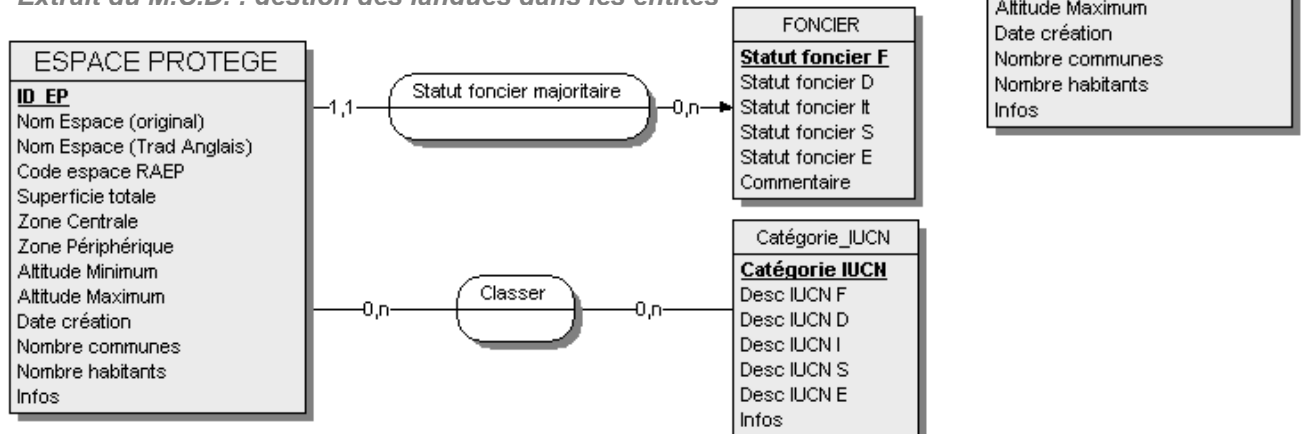 Extrait du M.C.D. : gestion des langues dans les entités
ESPACE PROTEGE
ID_EP
Nom Espace (original)
Nom Espace (Trad Anglais)
Code espace RAEP
Superficie totale
Zone Centrale
Zone Périphérique
Altitude Minimum
Altitude Maximum
Date création
Nombre communes
Nombre habitants
Infos
1,1
Statut foncier majoritaire
0,n
FONCIER
Statut foncier F
Statut foncier D
Statut foncier It
Statut foncier S
Statut foncier E
Commentaire
0,n
Classer
0,n
Catégorie_IUCN
Catégorie IUCN
Desc IUCN F
Desc IUCN D
Desc IUCN I
Desc IUCN S
Desc IUCN E
Infos
Altitude Maximum
Date création
Nombre communes
Nombre habitants
Infos